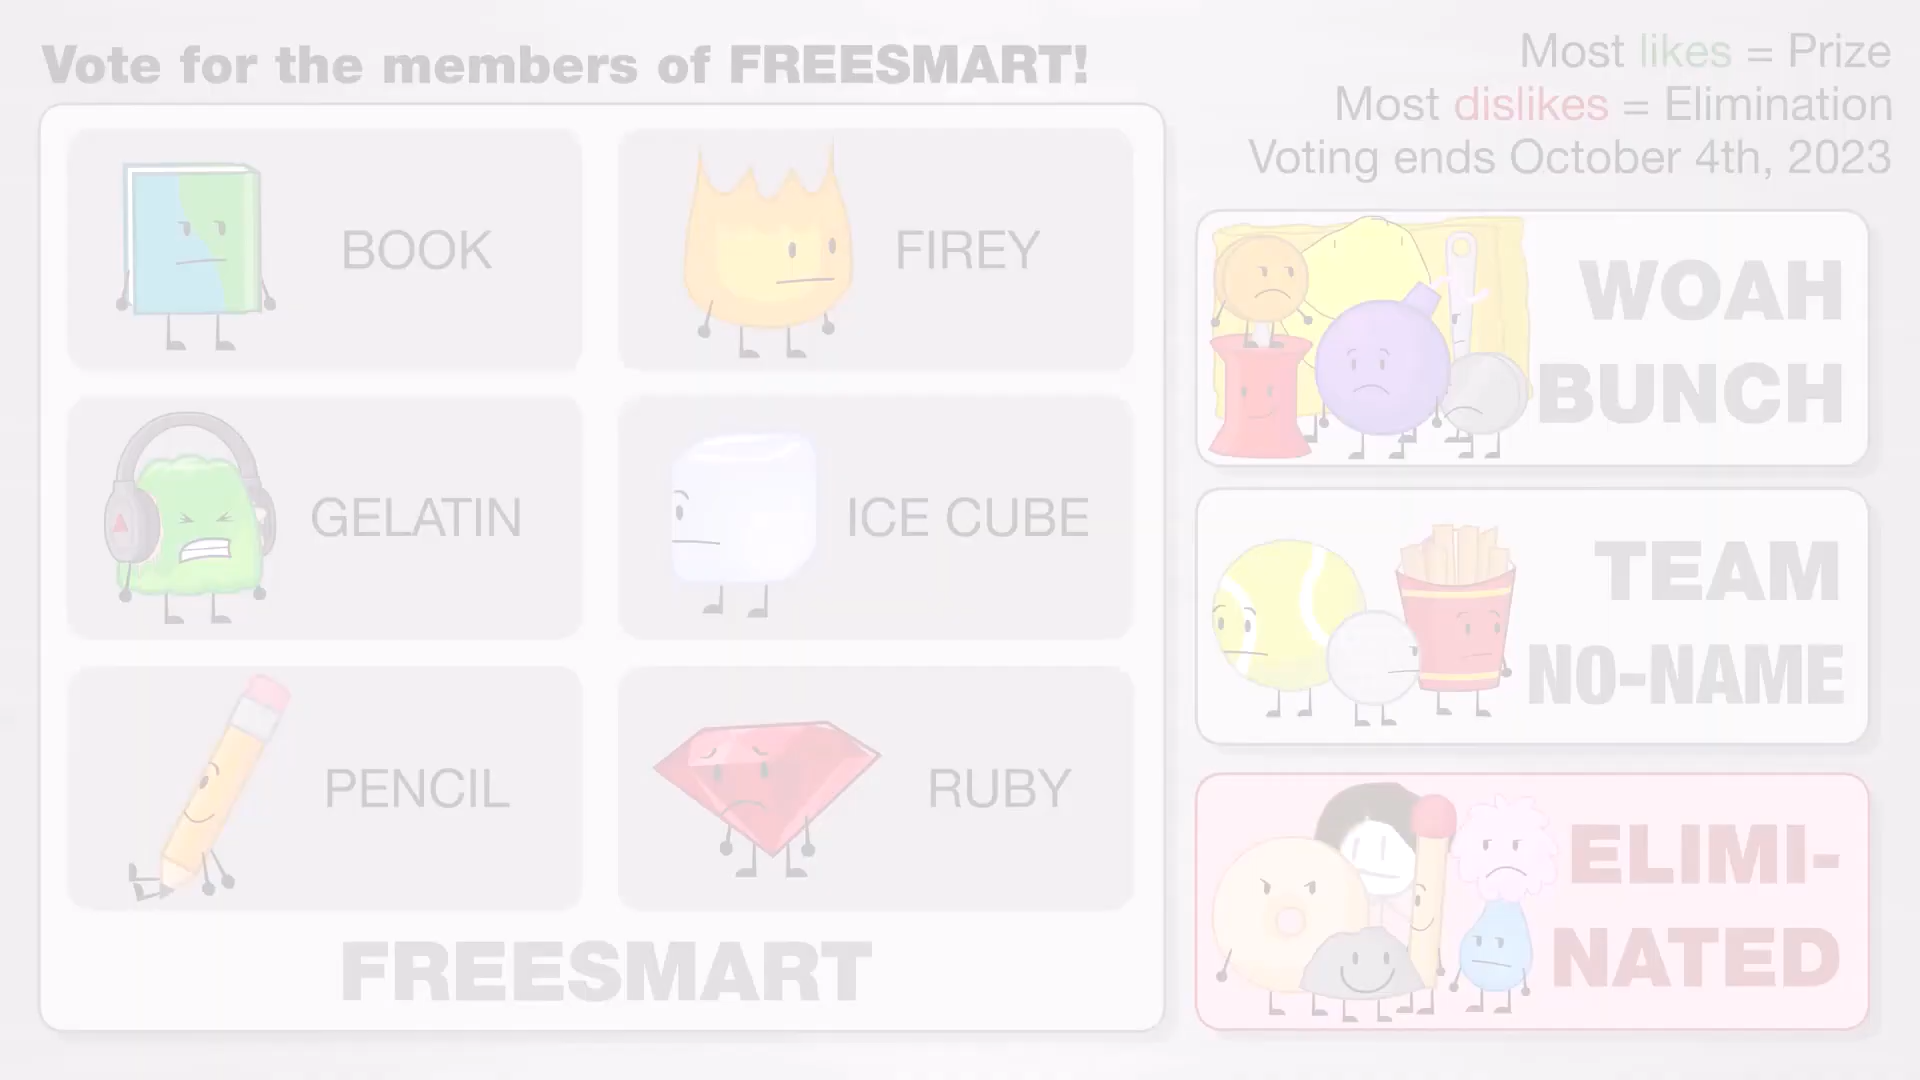 Vote for the members of FREESMART!
BOOK
FIREY
GELATIN
ICE CUBE
PENCIL
RUBY
FREESMART
Most likes = Prize
Most dislikes = Elimination
Voting ends October 4th, 2023
WOAH
BUNCH
TEAM
NO-NAME
ELIMI-
NATED